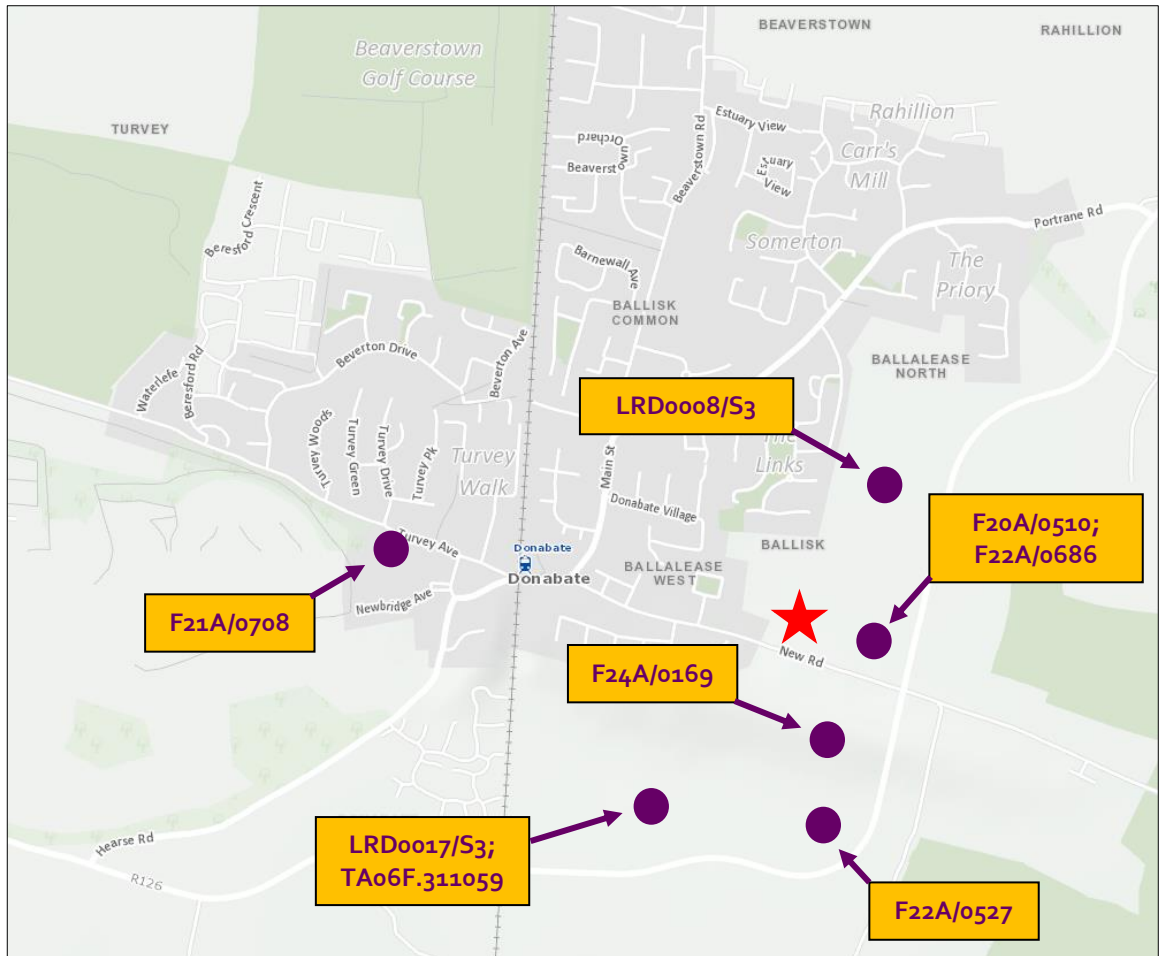 BEAVERSTOWN
RAHILLION
Beaverstown
Golf Course
TURVEY
Estuary View
Rahillion
Orchard
Beaverstown
Beaverstown Rd
Estuary
View
Carr's
Mill
Portrane Rd
Beresford Crescent
Somerton
The
Priory
Barnewall Ave
BALLISK
COMMON
BALLALEASE
NORTH
Waterlefe
Beresford Rd
Beverton Drive
Beverton Ave
LRD0008/S3
The
Links
Turvey Woods
Turvey Green
Turvey Drive
Turvey Pk
Turvey
Walk
Main St
Donabate Village
F20A/0510;
F22A/0686
Turvey Ave
Donabate
Donabate
BALLISK
BALLALEASE
WEST
Newbridge Ave
F21A/0708
New Rd
F24A/0169
Hearse Rd
R126
LRD0017/S3;
TA06F.311059
F22A/0527